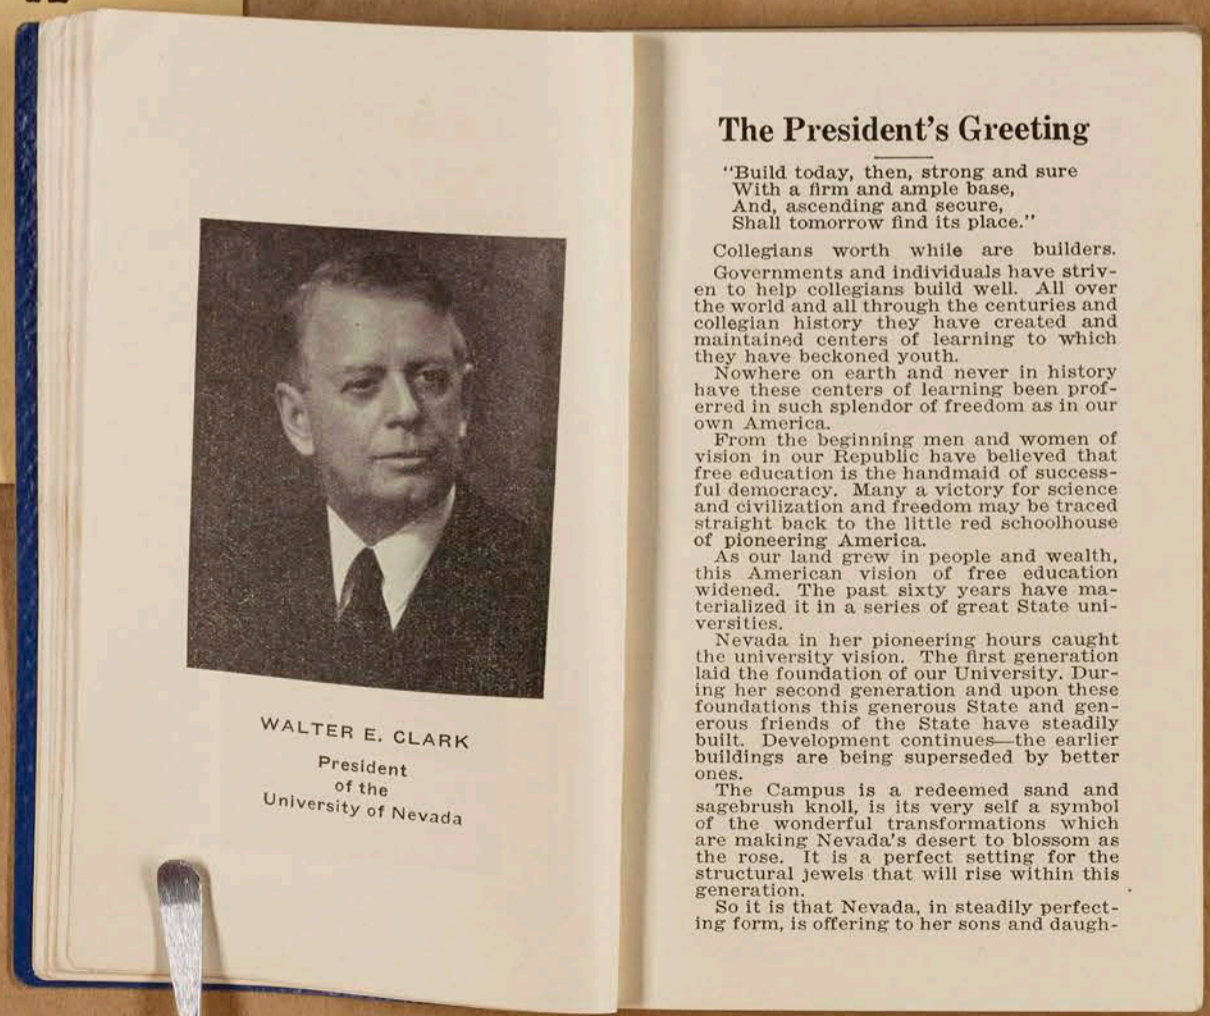 WALTER E. CLARK
President
of the
University of Nevada
The President's Greeting
"Build today, then, strong and sure
With a firm and ample base,
And, ascending and secure,
Shall tomorrow find its place."
Collegians worth while are builders.
Governments and individuals have striv-
en to help collegians build well. All over
the world and all through the centuries and
collegian history they have created and
maintained centers of learning to which
they have beckoned youth.
Nowhere on earth and never in history
have these centers of learning been prof-
erred in such splendor of freedom as in our
own America.
From the beginning men and women of
vision in our Republic have believed that
free education is the handmaid of success-
ful democracy. Many a victory for science
and civilization and freedom may be traced
straight back to the little red schoolhouse
of pioneering America.
As our land grew in people and wealth,
this American vision of free education
widened. The past sixty years have ma-
terialized it in a series of great State uni-
versities.
Nevada in her pioneering hours caught
the university vision. The first generation
laid the foundation of our University. Dur-
ing her second generation and upon these
foundations this generous State and gen-
erous friends of the State have steadily
built. Development continues—the earlier
buildings are being superseded by better
ones.
The Campus is a redeemed sand and
sagebrush knoll, is its very self a symbol
of the wonderful transformations which
are making Nevada's desert to blossom as
the rose. It is a perfect setting for the
structural jewels that will rise within this
generation.
So it is that Nevada, in steadily perfect-
ing form, is offering to her sons and daugh-